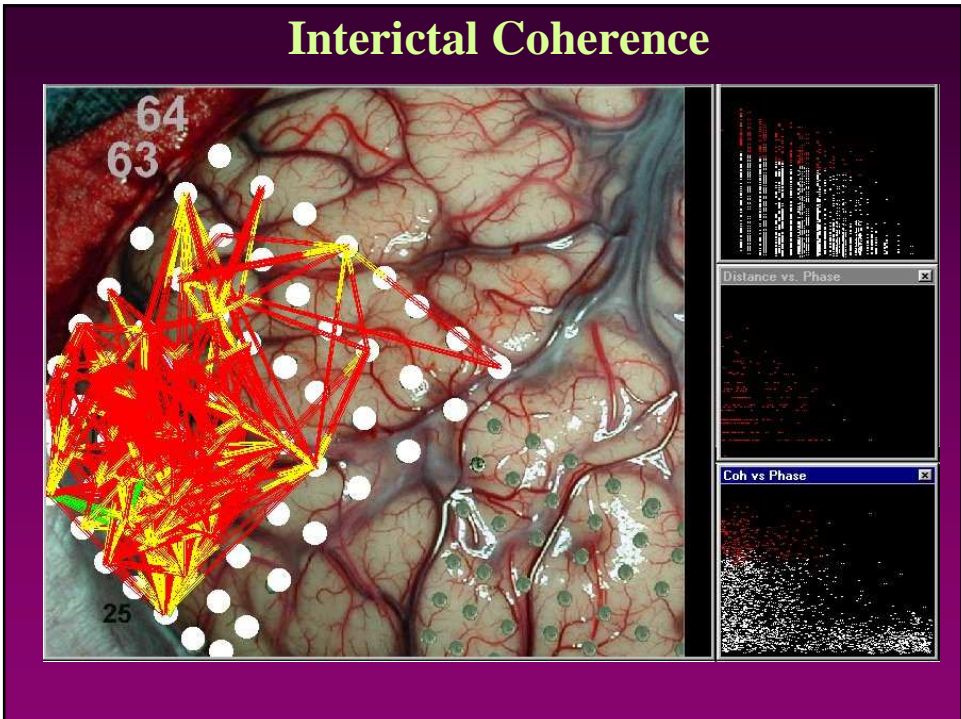 Interictal Coherence
64
63
25
Distance vs. Phase
Coh vs Phase